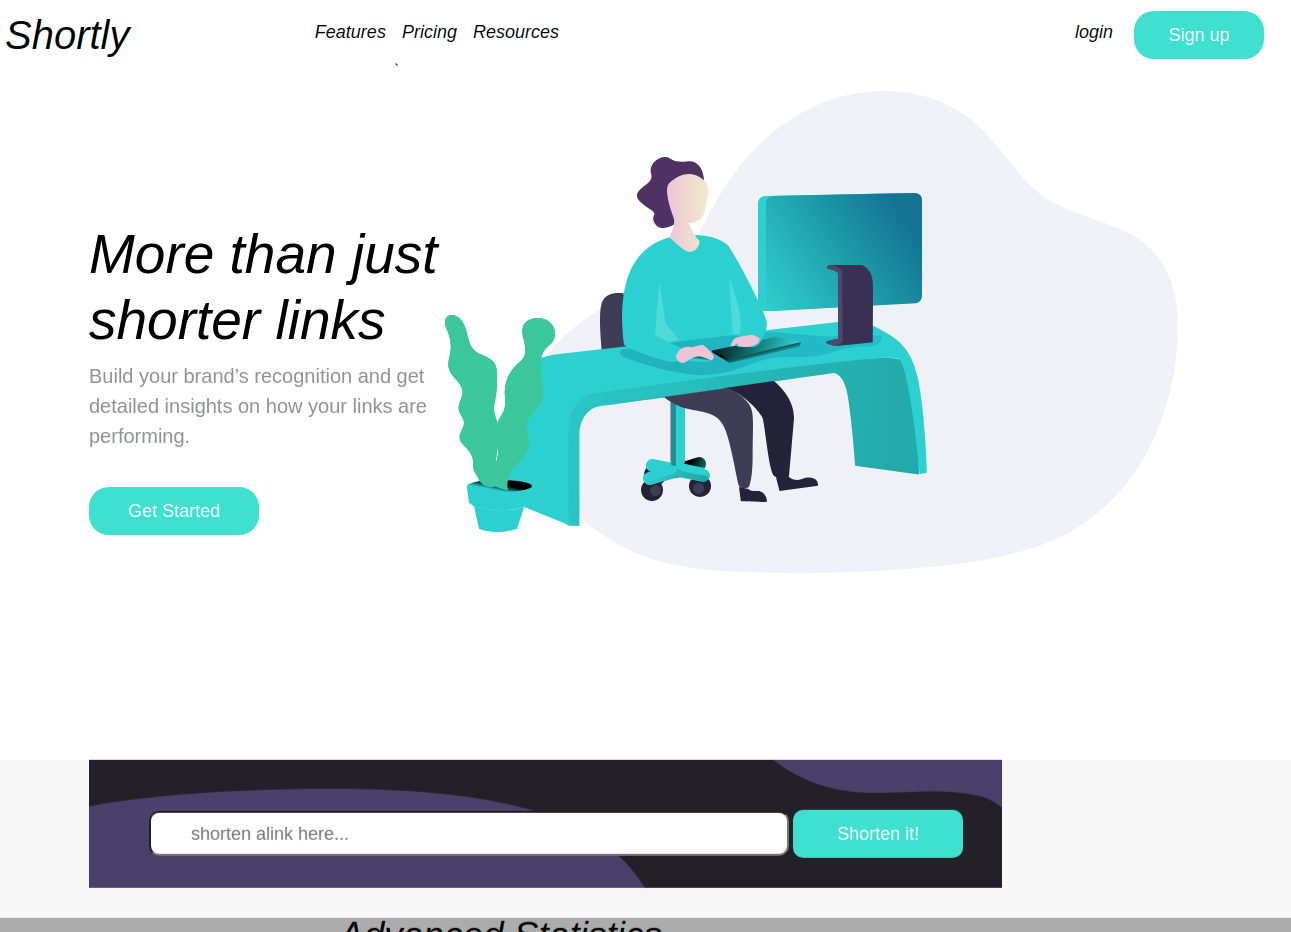 Shortly
Features Pricing Resources
login
Sign up
`
More than just
shorter links
Build your brand’s recognition and get
detailed insights on how your links are
performing.
Get Started
shorten alink here...
Shorten it!
Advanced Statistics